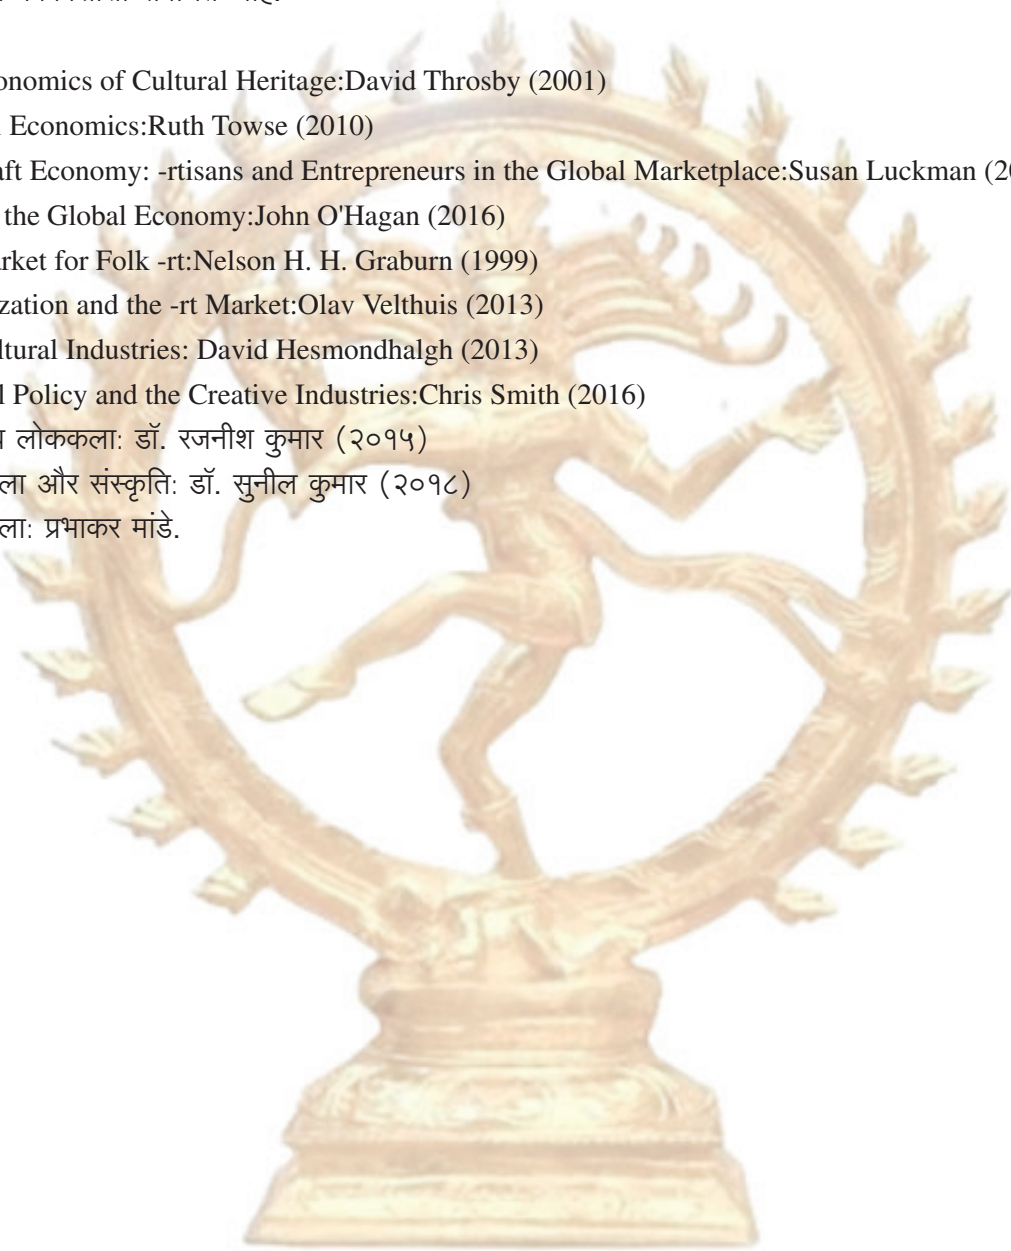 onomics of Cultural Heritage:David Throsby (2001)
Economics:Ruth Towse (2010)
aft Economy: -rtisans and Entrepreneurs in the Global Marketplace:Susan Luckman (20
the Global Economy:John O'Hagan (2016)
rket for Folk -rt:Nelson H. H. Graburn (1999)
zation and the -rt Market:Olav Velthuis (2013)
ltural Industries: David Hesmondhalgh (2013)
l Policy and the Creative Industries:Chris Smith (2016)
लोककला: डॉ. रजनीश कुमार (२०१५)
ला और संस्कृति: डॉ. सुनील कुमार (२०१८)
ला: प्रभाकर मांडे.